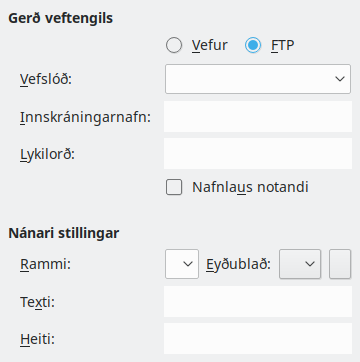 Gerð veftengils
Vefur FTP
Vefslóð:
Innskráningarnafn:
Lykilorð:
Nafnlaus notandi
Nánari stillingar
Rammi: Eyðublað:
Texti:
Heiti: